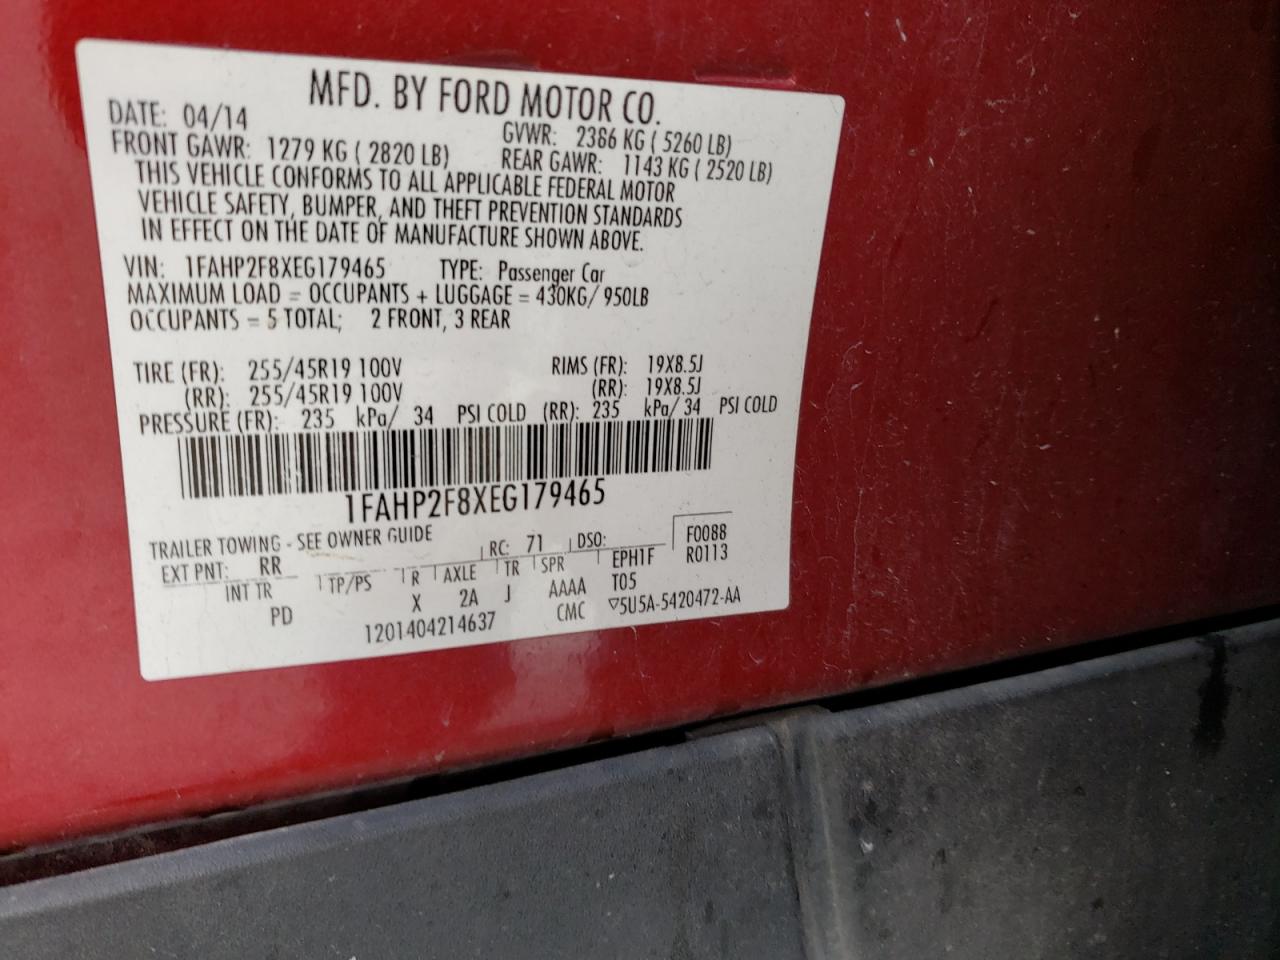 MFD. BY FORD MOTOR CO.
DATE: 04/14 GVWR: 2386 KG ( 5260 LB)
FRONT GAWR: 1279 KG ( 2820 LB) REAR GAWR: 1143 KG ( 2520 LB)
THIS VEHICLE CONFORMS TO ALL APPLICABLE FEDERAL MOTOR
VEHICLE SAFETY, BUMPER, AND THEFT PREVENTION STANDARDS
IN EFFECT ON THE DATE OF MANUFACTURE SHOWN ABOVE.
VIN: 1FAHP2F8XEG179465 TYPE: Passenger Car
MAXIMUM LOAD = OCCUPANTS + LUGGAGE = 430KG/ 950LB
OCCUPANTS = 5 TOTAL; 2 FRONT, 3 REAR
TIRE (FR): 255/45R19 100V RIMS (FR): 19X8.5J
(RR): 255/45R19 100V (RR): 19X8.5J
PRESSURE (FR): 235 kPa/ 34 PSI COLD (RR): 235 kPa/ 34 PSI COLD
1FAHP2F8XEG179465
TRAILER TOWING - SEE OWNER GUIDE
EXT PNT: RR RC: 71 DSO: F0088
INT TR TP/PS R AXLE TR SPR EPH1F R0113
PD X 2A J AAAA T05
1201404214637 CMC ▽5U5A-5420472-AA